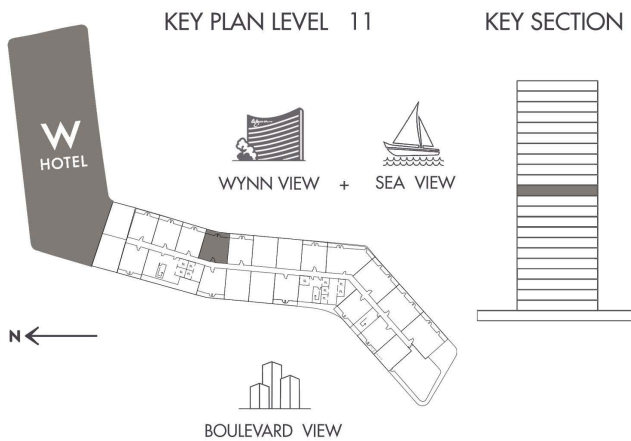 KEY PLAN LEVEL 11
KEY SECTION
W
HOTEL
WYNN VIEW + SEA VIEW
N
BOULEVARD VIEW